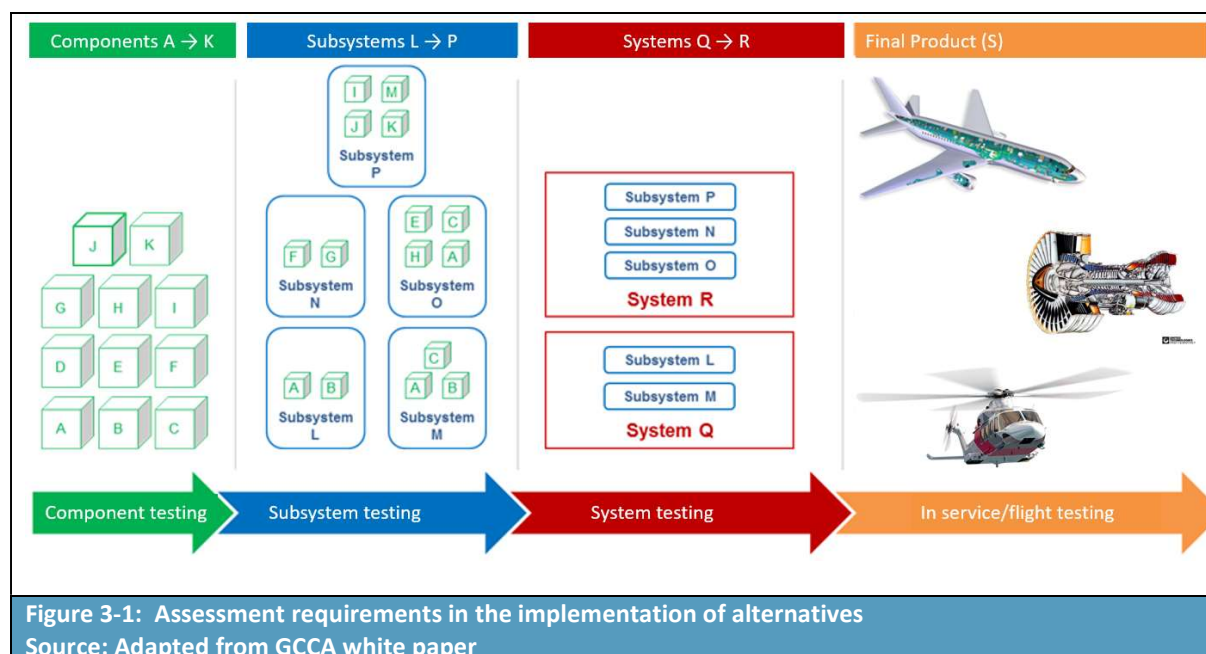 Components A → K
Subsystems L → P
Systems Q → R
Final Product (S)
I M
J K
Subsystem
P
F G
Subsystem
N
E C
H A
Subsystem
O
A B
Subsystem
L
C
A B
Subsystem
M
J K
G H I
D E F
A B C
Subsystem P
Subsystem N
Subsystem O
System R
Subsystem L
Subsystem M
System Q
Component testing
Subsystem testing
System testing
In service/flight testing
Figure 3-1: Assessment requirements in the implementation of alternatives
Source: Adapted from GCCA white paper